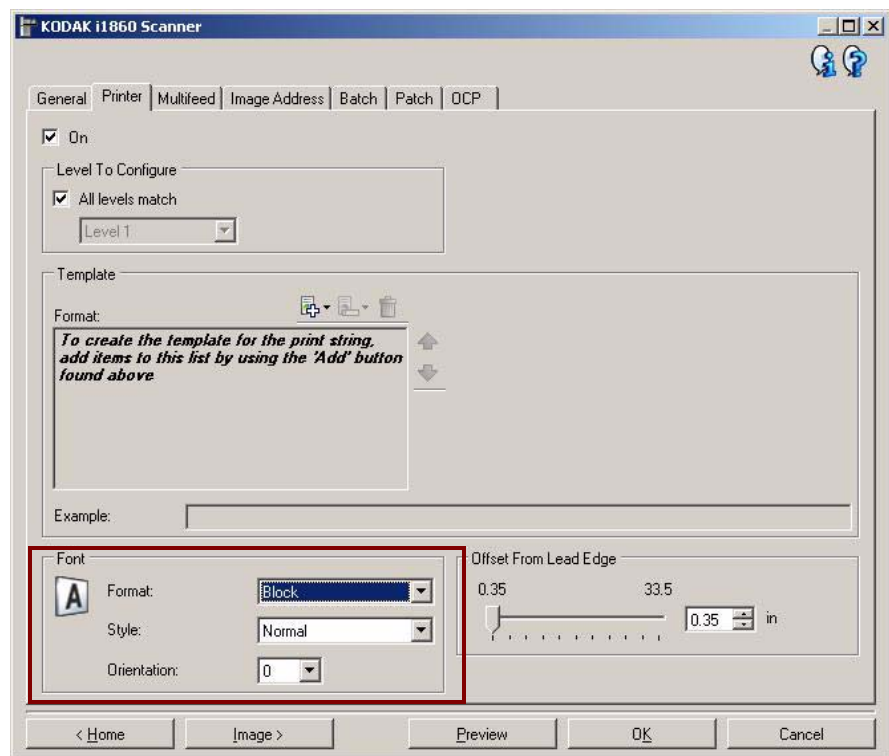 KODAK i1860 Scanner
General Printer Multifeed Image Address Batch Patch OCP
On
Level To Configure
All levels match
Level 1
Template
Format:
To create the template for the print string,
add items to this list by using the 'Add' button
found above
Example:
Font
A
Format: Block
Style: Normal
Orientation: 0
Offset From Lead Edge
0.35 33.5
0.35 in
< Home Image > Preview OK Cancel